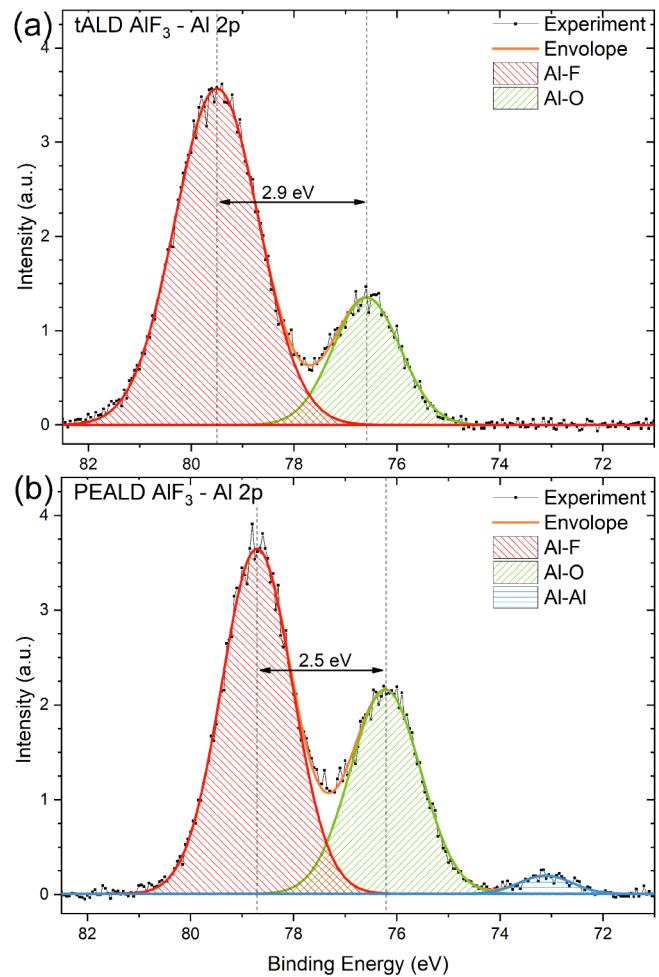 (a)
tALD AlF₃ - Al 2p
Experiment
Envolope
Al-F
Al-O
2.9 eV
Intensity (a.u.)
4
3
2
1
0
82 80 78 76 74 72
(b)
PEALD AlF₃ - Al 2p
Experiment
Envolope
Al-F
Al-O
Al-Al
2.5 eV
Intensity (a.u.)
4
3
2
1
0
82 80 78 76 74 72
Binding Energy (eV)